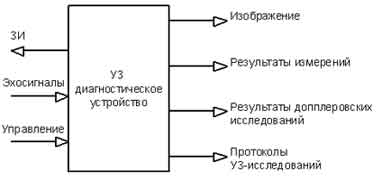 ЗИ
Эхосигналы
Управление
УЗ
диагностическое
устройство
Изображение
Результаты измерений
Результаты допплеровских
исследований
Протоколы
УЗ-исследований